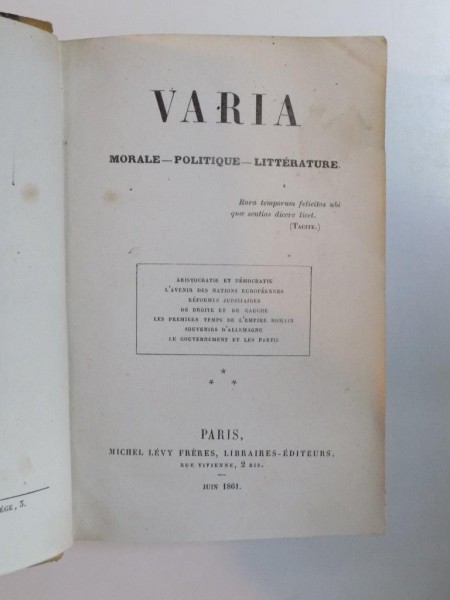 VARIA
MORALE — POLITIQUE — LITTÉRATURE.
Rara temporum felicitas ubi
quæ sentias dicere licet.
(TACITE.)
ARISTOCRATIE ET DÉMOCRATIE
L'AVENIR DES NATIONS EUROPÉENNES
RÉFORMES JUDICIAIRES
DE DROITE ET DE GAUCHE
LES PREMIERS TEMPS DE L'EMPIRE ROMAIN
SOUVENIRS D'ALLEMAGNE
LE GOUVERNEMENT ET LES PARTIS
*
* *
PARIS,
MICHEL LÉVY FRÈRES, LIBRAIRES-ÉDITEURS,
RUE VIVIENNE, 2 BIS.
JUIN 1861.
ÉGE, 3.